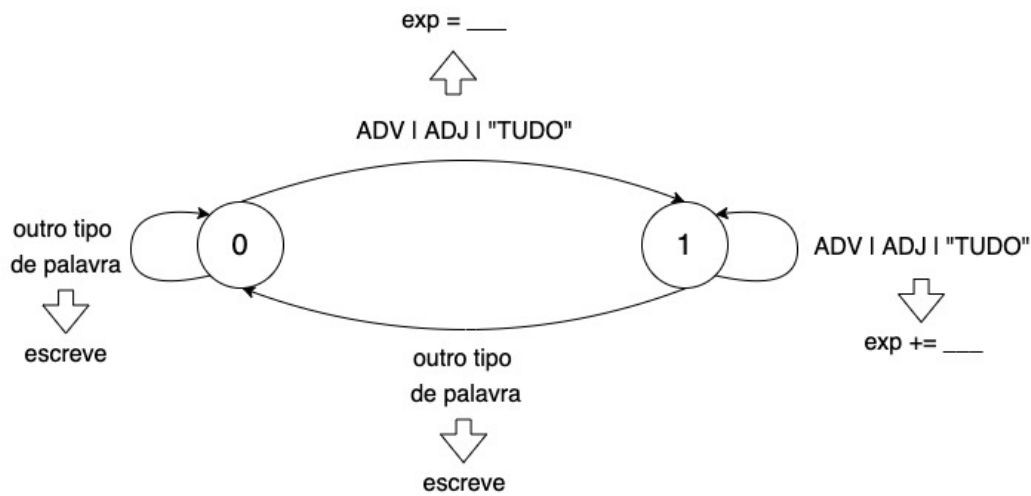 exp = ___
ADV | ADJ | "TUDO"
outro tipo
de palavra
escreve
0
1
ADV | ADJ | "TUDO"
exp += ___
outro tipo
de palavra
escreve